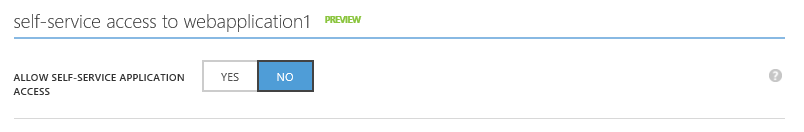 self-service access to webapplication1 PREVIEW
ALLOW SELF-SERVICE APPLICATION YES NO ?
ACCESS